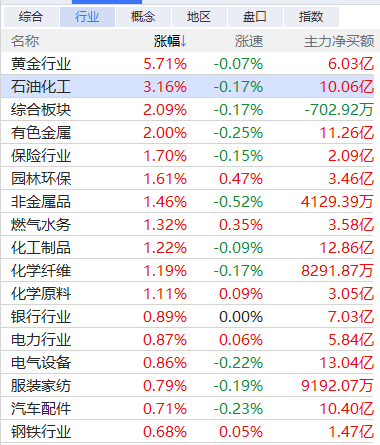 综合 行业 概念 地区 盘口 指数
名称 涨幅↓ 涨速 主力净买额
黄金行业 5.71% -0.07% 6.03亿
石油化工 3.16% -0.17% 10.06亿
综合板块 2.09% -0.17% -702.92万
有色金属 2.00% -0.25% 11.26亿
保险行业 1.70% -0.15% 2.09亿
园林环保 1.61% 0.47% 3.46亿
非金属品 1.46% -0.52% 4129.39万
燃气水务 1.32% 0.35% 3.58亿
化工制品 1.22% -0.09% 12.86亿
化学纤维 1.19% -0.17% 8291.87万
化学原料 1.11% 0.09% 3.05亿
银行行业 0.89% 0.00% 7.03亿
电力行业 0.87% 0.06% 5.84亿
电气设备 0.86% -0.22% 13.04亿
服装家纺 0.79% -0.19% 9192.07万
汽车配件 0.71% -0.23% 10.40亿
钢铁行业 0.68% 0.05% 1.47亿